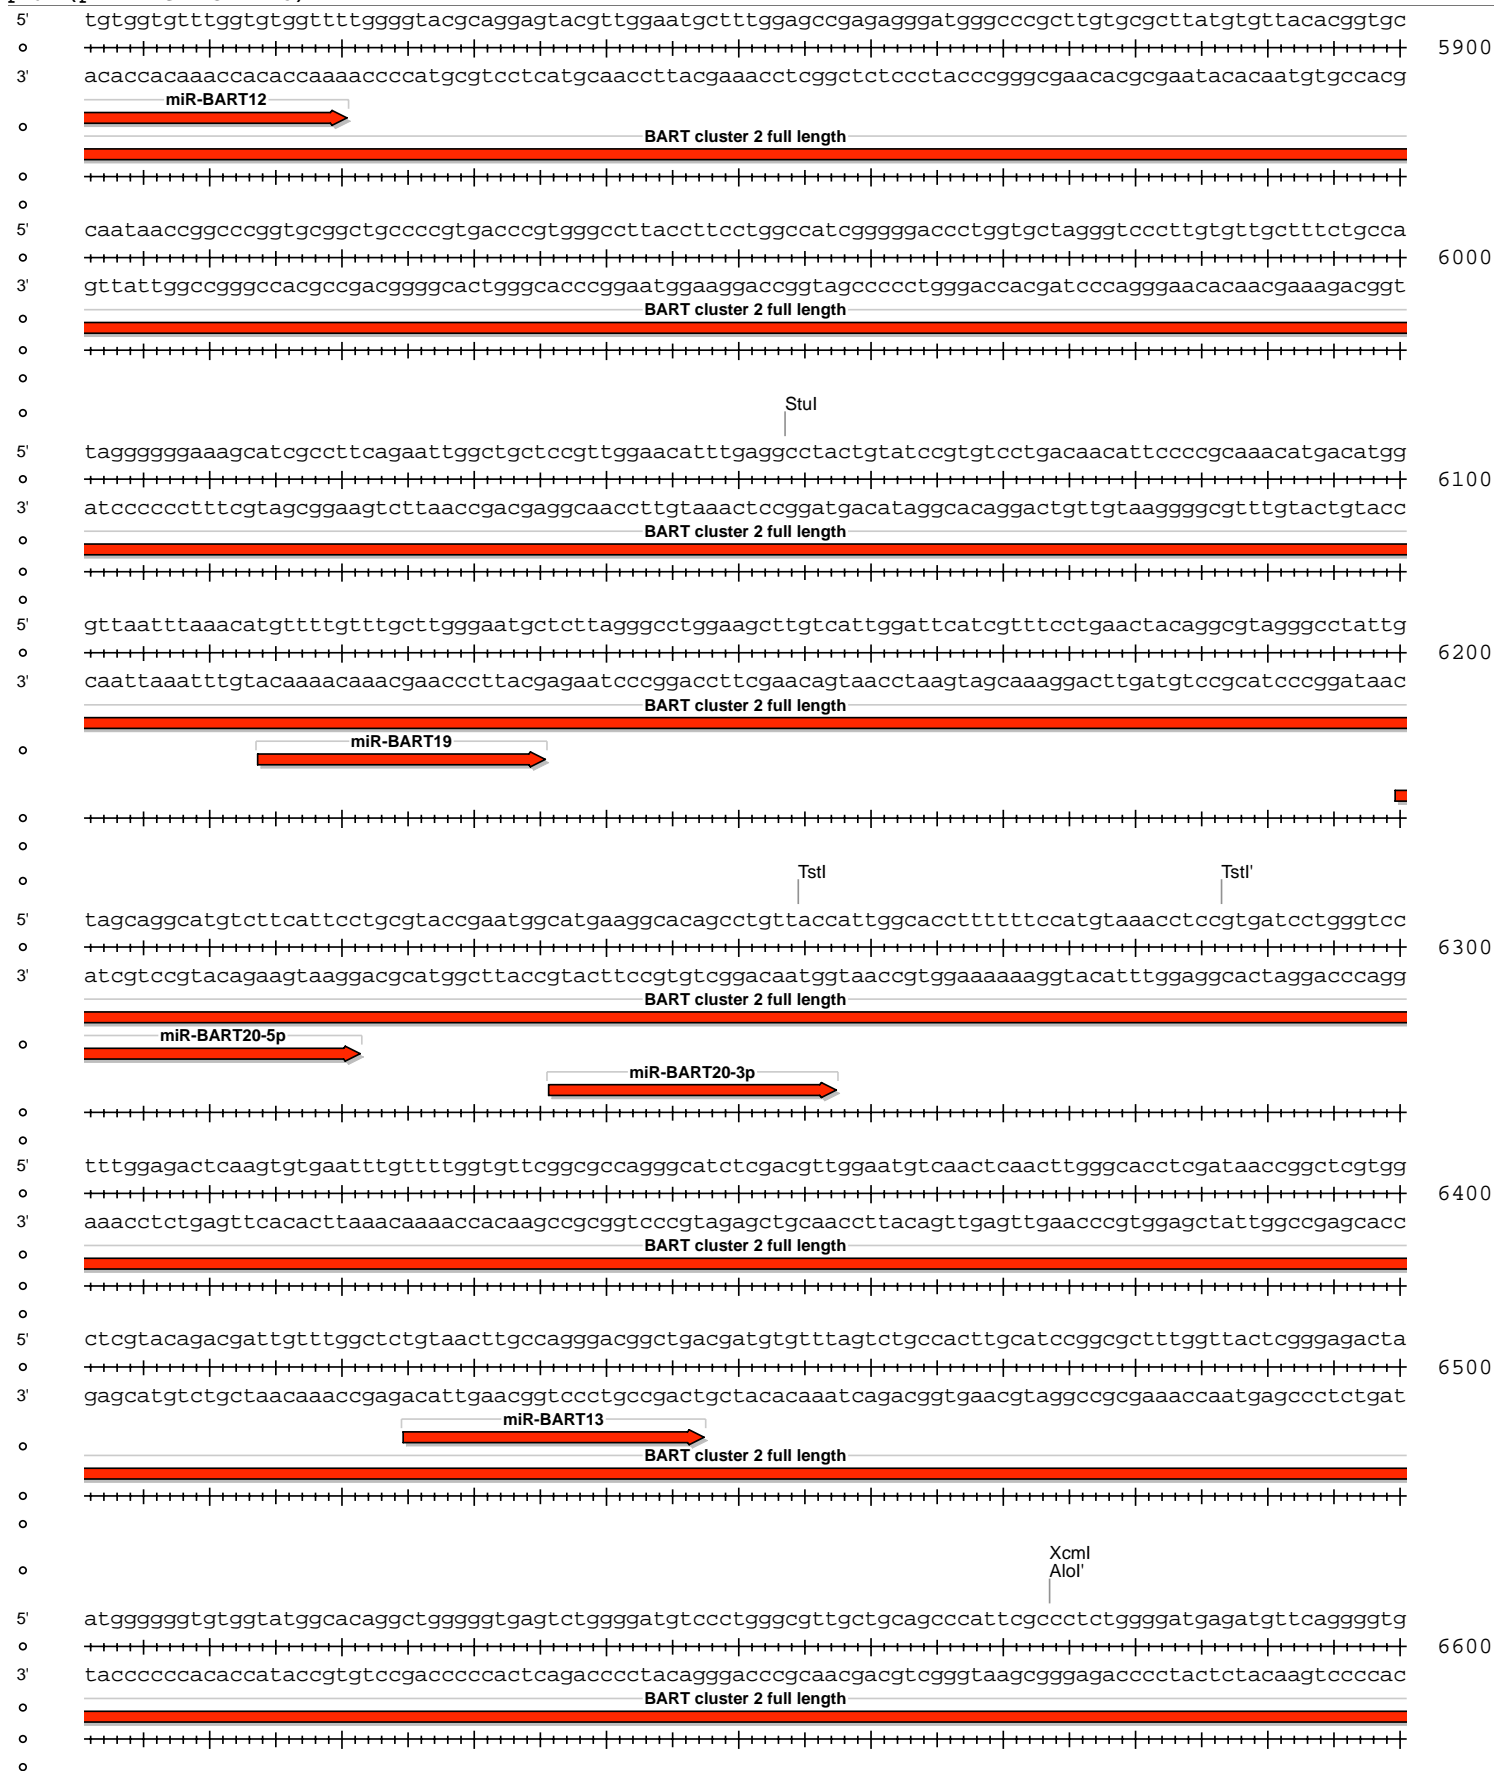 5' tgtggtgtttggtgtggttttggggtacgcaggagtacgttggaatgctttggagccgagagggatgggcccgcttgtgcgcttatgtgttacacggtgc
5900
3' acaccacaaaccacaccaaaaccccatgcgtcctcatgcaaccttacgaaacctcggctctccctacccgggcgaacacgcgaatacacaatgtgccacg
miR-BART12
BART cluster 2 full length
5' caataaccggcccggtgcggctgccccgtgacccgtgggccttaccttcctggccatcgggggaccctggtgctagggtcccttgtgttgctttctgcca
6000
3' gttattggccgggccacgccgacggggcactgggcacccggaatggaaggaccggtagccccctgggaccacgatcccagggaacacaacgaaagacggt
BART cluster 2 full length
StuI
5' taggggggaaagcatcgccttcagaattggctgctccgttggaacatttgaggcctactgtatccgtgtcctgacaacattccccgcaaacatgacatgg
6100
3' atccccccctttcgtagcggaagtcttaaccgacgaggcaaccttgtaaactccggatgacataggcacaggactgttgtaaggggcgtttgtactgtacc
BART cluster 2 full length
5' gttaatttaaacatgttttgtttgcttgggaatgctcttagggcctggaagcttgtcattggattcatcgtttcctgaactacaggcgtagggcctattg
6200
3' caattaaatttgtacaaaacaaacgaacccttacgagaatcccggaccttcgaacagtaacctaagtagcaaaggacttgatgtccgcatcccggataac
BART cluster 2 full length
miR-BART19
TstI TstI'
5' tagcaggcatgtcttcattcctgcgtaccgaatggcatgaaggcacagcctgttaccattggcaccttttttccatgtaaacctccgtgatcctgggtcc
6300
3' atcgtccgtacagaagtaaggacgcatggcttaccgtacttccgtgtcggacaatggtaaccgtggaaaaaaggtacatttggaggcactaggacccagg
BART cluster 2 full length
miR-BART20-5p
miR-BART20-3p
5' tttggagactcaagtgtgaatttgttttggtgttcggcgccagggcatctcgacgttggaatgtcaactcaacttgggcacctcgataaccggctcgtgg
6400
3' aaacctctgagttcacacttaaacaaaaccacaagccgcggtcccgtagagctgcaaccttacagttgagttgaacccgtggagctattggccgagcacc
BART cluster 2 full length
5' ctcgtacagacgattgtttggctctgtaacttgccagggacggctgacgatgtgtttagtctgccacttgcatccggcgctttggttactcgggagacta
6500
3' gagcatgtctgctaacaaaccgagacattgaacggtccctgccgactgctacacaaatcagacggtgaacgtaggccgcgaaaccaatgagccctctgat
miR-BART13
BART cluster 2 full length
XcmI
AloI'
5' atggggggtgtggtatggcacaggctgggggtgagtctggggatgtccctgggcgttgctgcagcccattcgccctctggggatgagatgttcaggggtg
6600
3' taccccccacaccataccgtgtccgacccccactcagacccctacagggacccgcaacgacgtcgggtaagcgggagacccctactctacaagtccccac
BART cluster 2 full length